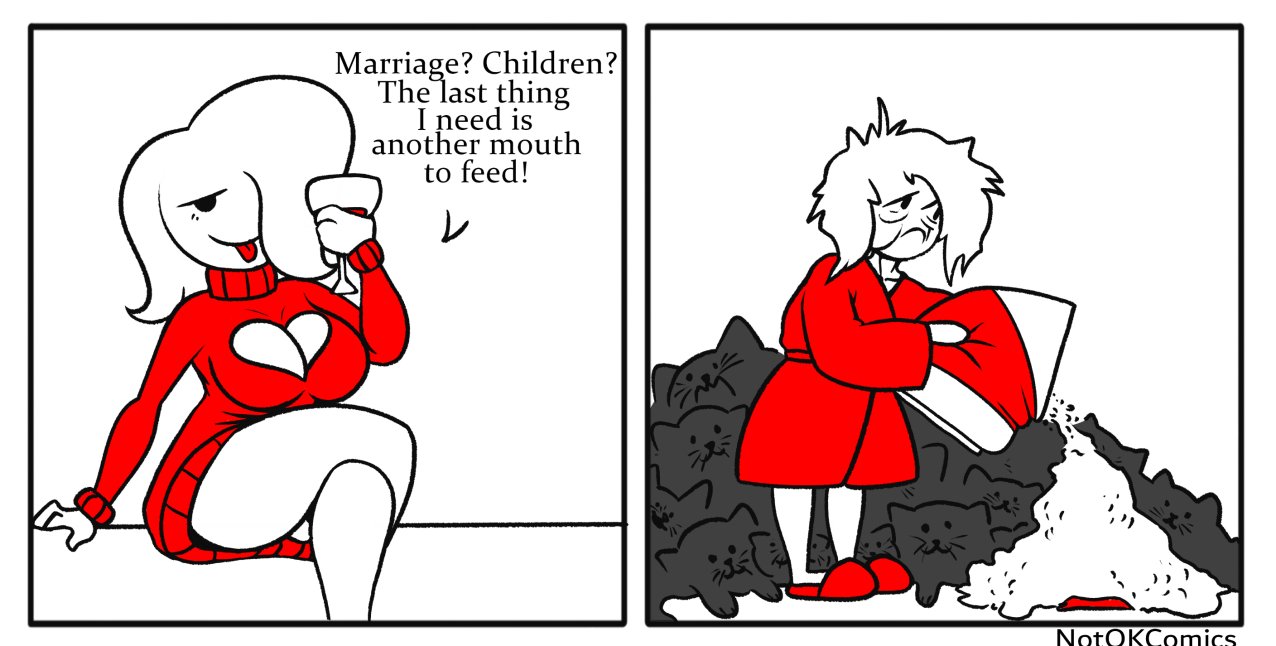 Marriage? Children?
The last thing
I need is
another mouth
to feed!
NotOKComics